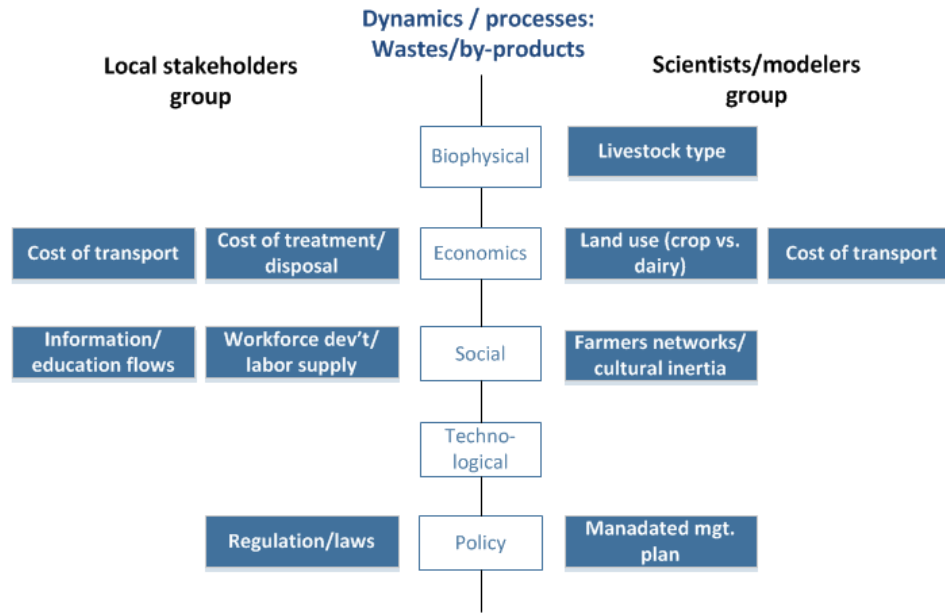 Dynamics / processes:
Wastes/by-products
Local stakeholders
group
Scientists/modelers
group
Biophysical
Livestock type
Cost of transport
Cost of treatment/
disposal
Economics
Land use (crop vs.
dairy)
Cost of transport
Information/
education flows
Workforce dev’t/
labor supply
Social
Farmers networks/
cultural inertia
Techno-
logical
Regulation/laws
Policy
Manadated mgt.
plan